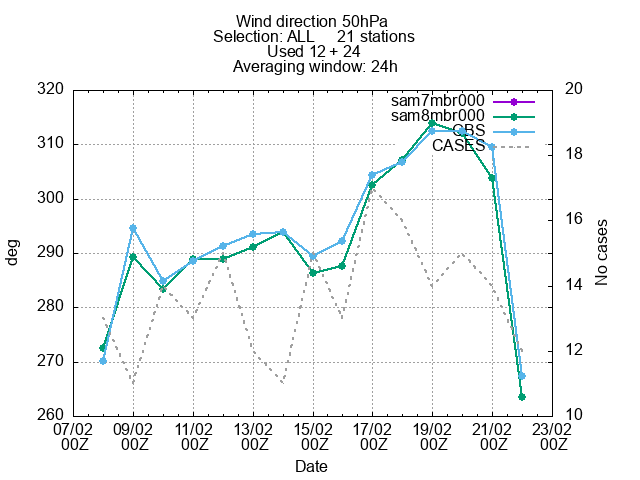 Wind direction 50hPa
Selection: ALL 21 stations
Used 12 + 24
Averaging window: 24h
320
310
300
290
280
270
260
deg
20
18
16
14
12
10
No cases
sam7mbr000
sam8mbr000
OBS
CASES
07/02 09/02 11/02 13/02 15/02 17/02 19/02 21/02 23/02
00Z 00Z 00Z 00Z 00Z 00Z 00Z 00Z 00Z
Date